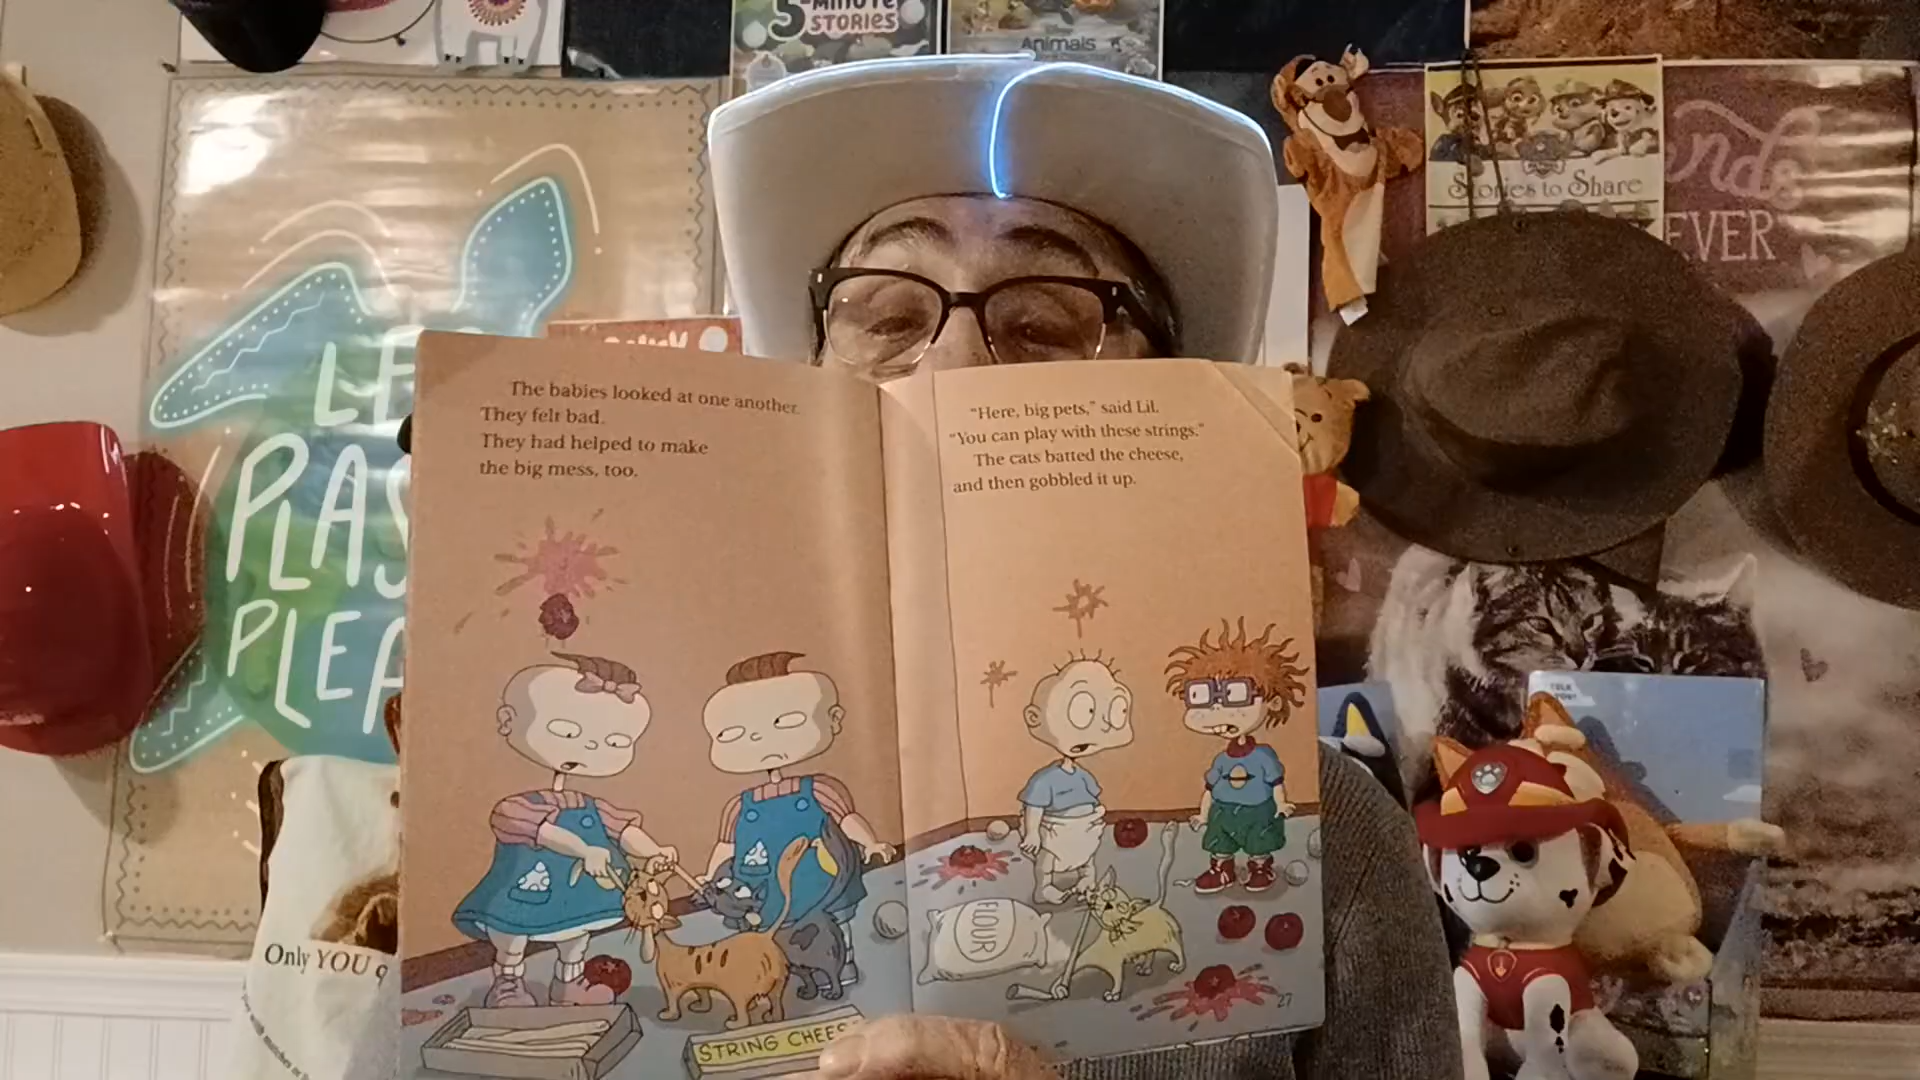 5-MINUTE
STORIES
Animals
Stories to Share
EVER
PLEA
The babies looked at one another.
They felt bad.
They had helped to make
the big mess, too.
"Here, big pets," said Lil.
"You can play with these strings."
The cats batted the cheese,
and then gobbled it up.
FLOUR
STRING CHEES
27
Only YOU